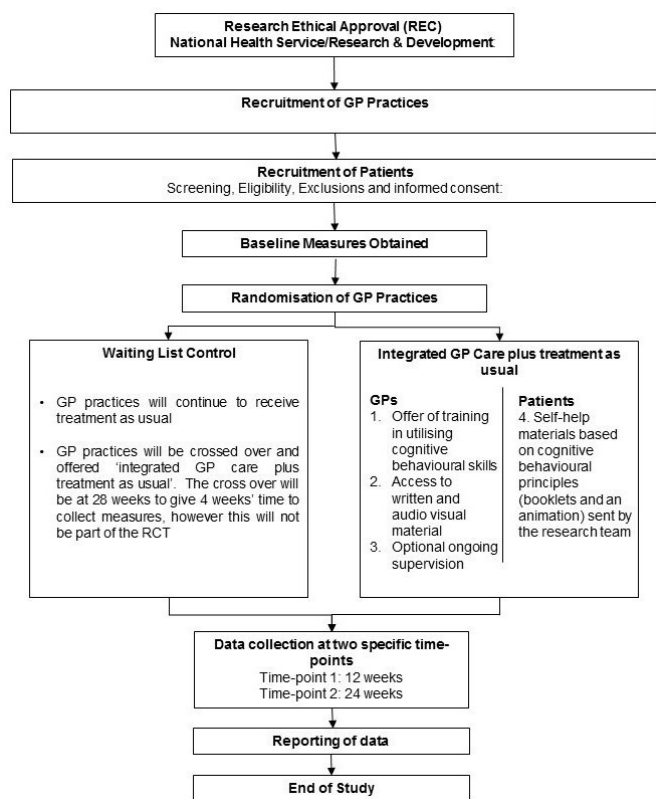 Research Ethical Approval (REC)
National Health Service/Research & Development:
Recruitment of GP Practices
Recruitment of Patients
Screening, Eligibility, Exclusions and informed consent:
Baseline Measures Obtained
Randomisation of GP Practices
Waiting List Control
• GP practices will continue to receive
treatment as usual
• GP practices will be crossed over and
offered ‘integrated GP care plus
treatment as usual’. The cross over will
be at 28 weeks to give 4 weeks’ time to
collect measures, however this will not
be part of the RCT
Integrated GP Care plus treatment as
usual
GPs
1. Offer of training
in utilising
cognitive
behavioural skills
2. Access to
written and
audio visual
material
3. Optional ongoing
supervision
Patients
4. Self-help
materials based
on cognitive
behavioural
principles
(booklets and an
animation) sent by
the research team
Data collection at two specific time-
points
Time-point 1: 12 weeks
Time-point 2: 24 weeks
Reporting of data
End of Study